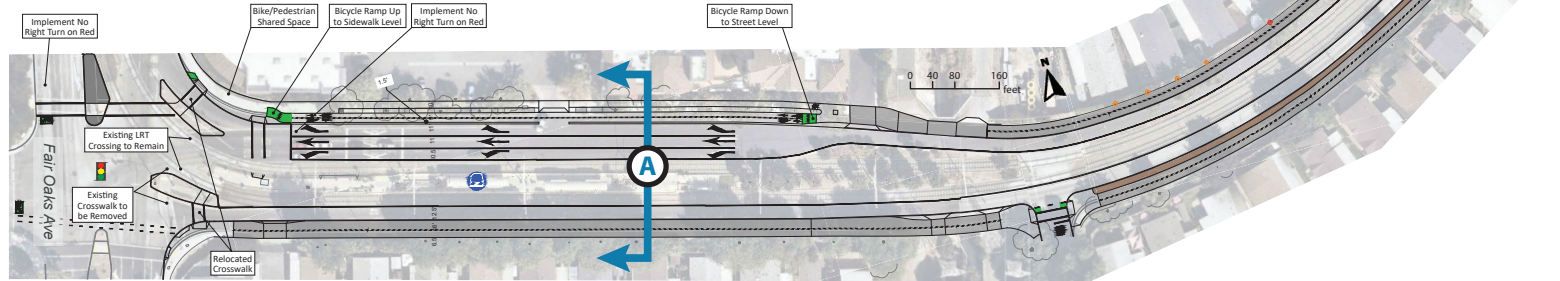 Implement No
Right Turn on Red
Bike/Pedestrian
Shared Space
Bicycle Ramp Up
to Sidewalk Level
Implement No
Right Turn on Red
Bicycle Ramp Down
to Street Level
1.5'
N
0 40 80 160
feet
Existing LRT
Crossing to Remain
A
Fair Oaks Ave
Existing
Crosswalk to
be Removed
Relocated
Crosswalk